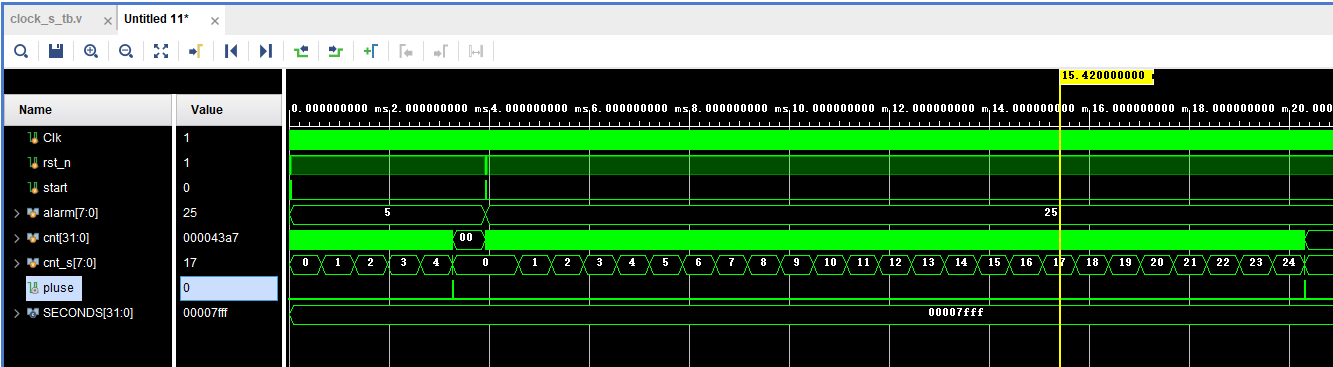 clock_s_tb.v × Untitled 11* ×
15.420000000 m
Name Value
0.000000000 ms 2.000000000 ms 4.000000000 ms 6.000000000 ms 8.000000000 ms 10.000000000 m 12.000000000 m 14.000000000 m 16.000000000 m 18.000000000 m 20.
Clk 1
rst_n 1
start 0
alarm[7:0] 25 5 25
cnt[31:0] 000043a7 00
cnt_s[7:0] 17 0 1 2 3 4 0 1 2 3 4 5 6 7 8 9 10 11 12 13 14 15 16 17 18 19 20 21 22 23 24
pluse 0
SECONDS[31:0] 00007fff 00007fff